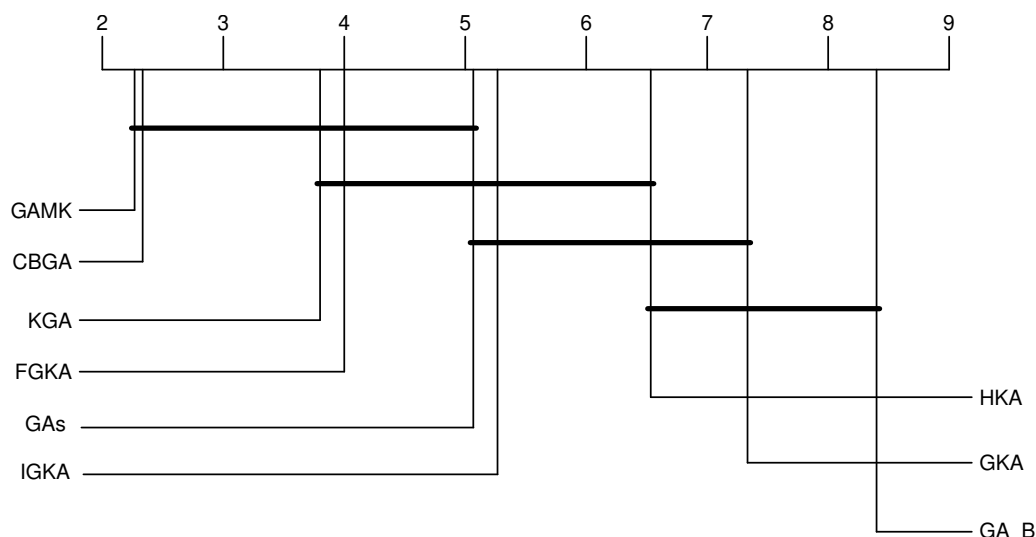 2 3 4 5 6 7 8 9
GAMK
CBGA
KGA
FGKA
GAs
IGKA
HKA
GKA
GA_B